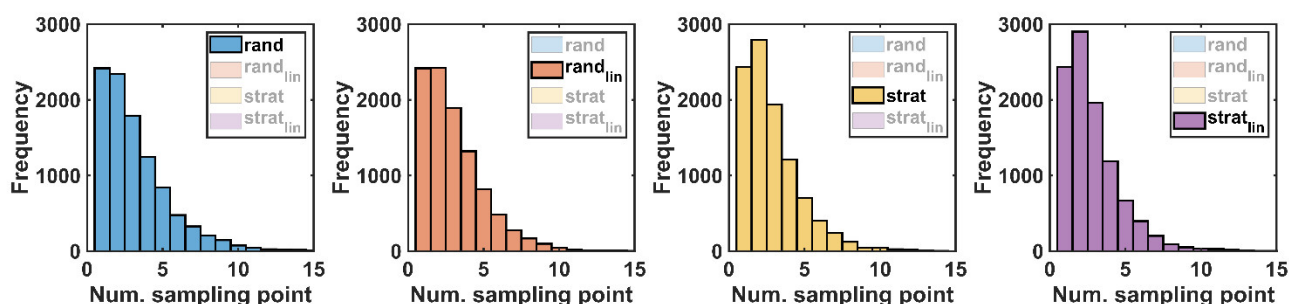 3000
2000
1000
0
Frequency
rand
rand_lin
strat
strat_lin
0 5 10 15
Num. sampling point
3000
2000
1000
0
Frequency
rand
rand_lin
strat
strat_lin
0 5 10 15
Num. sampling point
3000
2000
1000
0
Frequency
rand
rand_lin
strat
strat_lin
0 5 10 15
Num. sampling point
3000
2000
1000
0
Frequency
rand
rand_lin
strat
strat_lin
0 5 10 15
Num. sampling point